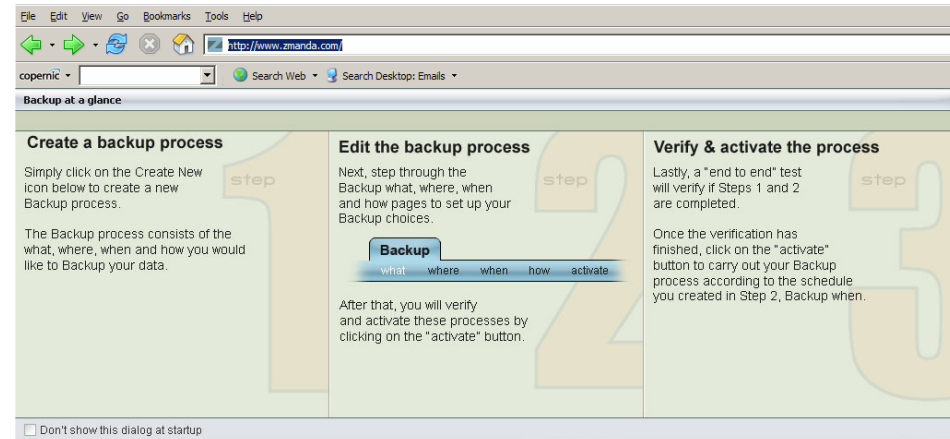 File Edit View Go Bookmarks Tools Help
http://www.zmanda.com/
copernic Search Web Search Desktop: Emails
Backup at a glance
Create a backup process
Simply click on the Create New
icon below to create a new
Backup process.
The Backup process consists of the
what, where, when and how you would
like to Backup your data.
step
1
Edit the backup process
Next, step through the
Backup what, where, when
and how pages to set up your
Backup choices.
step
2
Backup
what where when how activate
After that, you will verify
and activate these processes by
clicking on the "activate" button.
Verify & activate the process
Lastly, a "end to end" test
will verify if Steps 1 and 2
are completed.
Once the verification has
finished, click on the "activate"
button to carry out your Backup
process according to the schedule
you created in Step 2, Backup when.
step
3
Don't show this dialog at startup